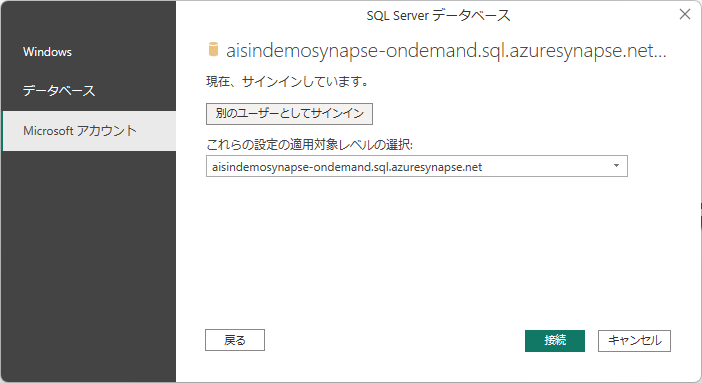 SQL Server データベース
Windows
データベース
Microsoft アカウント
aisindemosynapse-ondemand.sql.azuresynapse.net...
現在、サインインしています。
別のユーザーとしてサインイン
これらの設定の適用対象レベルの選択:
aisindemosynapse-ondemand.sql.azuresynapse.net
戻る
接続
キャンセル